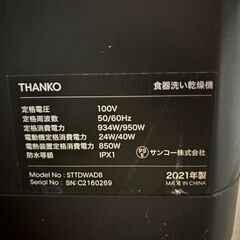 THANKO 食器洗い乾燥機
定格電圧 100V
定格周波数 50/60Hz
定格消費電力 934W/950W
電動機定格消費電力 24W/40W
電熱装置定格消費電力 850W
防水等級 IPX1
PSE サンコー株式会社
Model No : STTDWADB
Serial No : SN-C2160269
2021年製
MADE IN CHINA